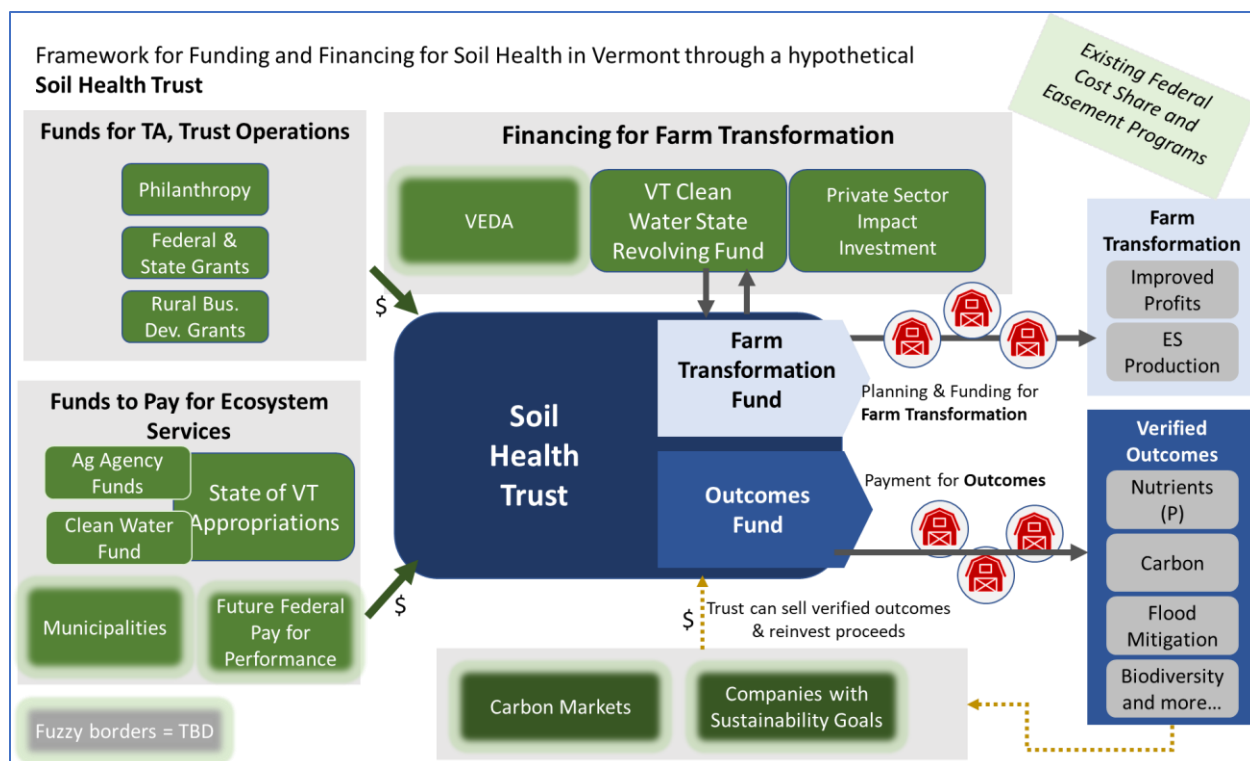 Framework for Funding and Financing for Soil Health in Vermont through a hypothetical
Soil Health Trust
Existing Federal
Cost Share and
Easement Programs
Funds for TA, Trust Operations
Philanthropy
Federal &
State Grants
Rural Bus.
Dev. Grants
$
Financing for Farm Transformation
VEDA
VT Clean
Water State
Revolving Fund
Private Sector
Impact
Investment
Farm
Transformation
Improved
Profits
ES
Production
Funds to Pay for Ecosystem
Services
Ag Agency
Funds
Clean Water
Fund
State of VT
Appropriations
Municipalities
Future Federal
Pay for
Performance
$
Fuzzy borders = TBD
Soil
Health
Trust
Farm
Transformation
Fund
Outcomes
Fund
Planning & Funding for
Farm Transformation
Payment for Outcomes
Verified
Outcomes
Nutrients
(P)
Carbon
Flood
Mitigation
Biodiversity
and more…
$
Trust can sell verified outcomes
& reinvest proceeds
Carbon Markets
Companies with
Sustainability Goals